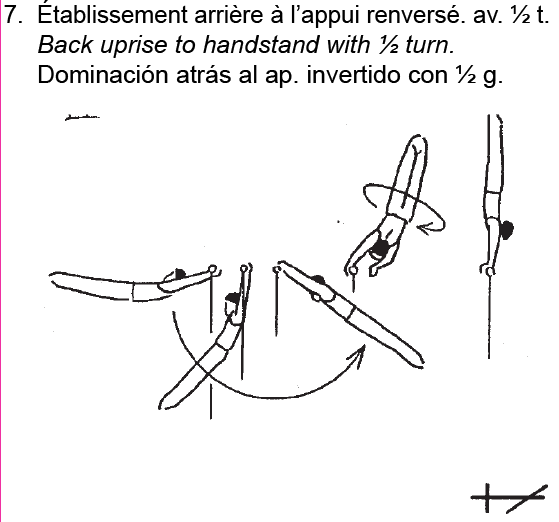 7. Établissement arrière à l’appui renversé. av. ½ t.
Back uprise to handstand with ½ turn.
Dominación atrás al ap. invertido con ½ g.